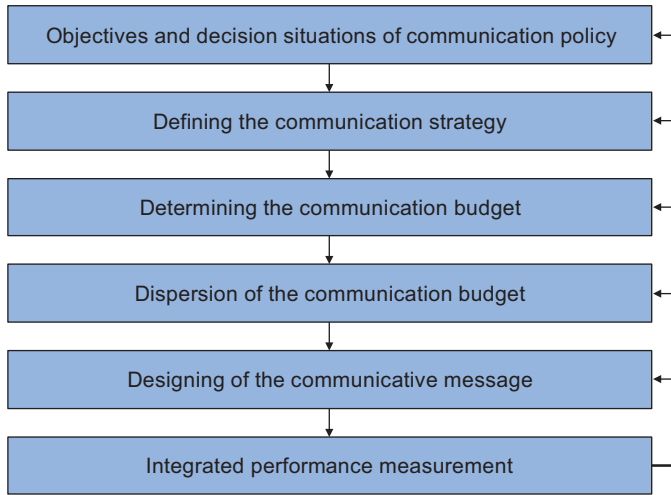 Objectives and decision situations of communication policy
Defining the communication strategy
Determining the communication budget
Dispersion of the communication budget
Designing of the communicative message
Integrated performance measurement